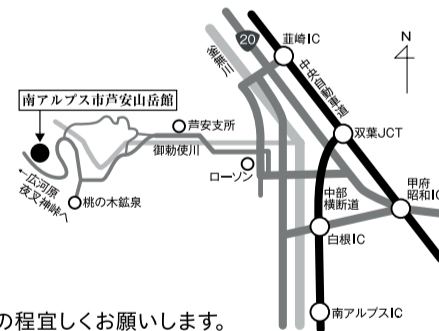 20
韮崎IC
N
釜無川
中央自動車道
南アルプス市芦安山岳館
芦安支所
双葉JCT
御勅使川
ローソン
←広河原
夜叉神峠へ
桃の木鉱泉
中部
横断道
甲府
昭和IC
白根IC
南アルプスIC
の程宜しくお願いします。